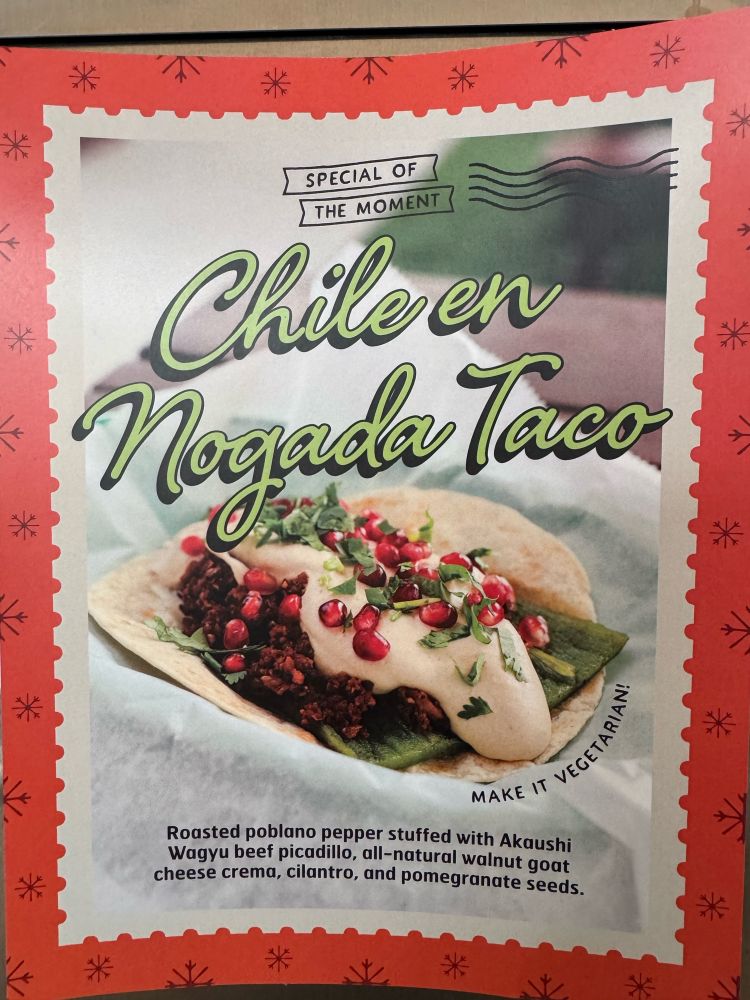 SPECIAL OF
THE MOMENT
Chile en
Nogada Taco
MAKE IT VEGETARIAN!
Roasted poblano pepper stuffed with Akaushi
Wagyu beef picadillo, all-natural walnut goat
cheese crema, cilantro, and pomegranate seeds.